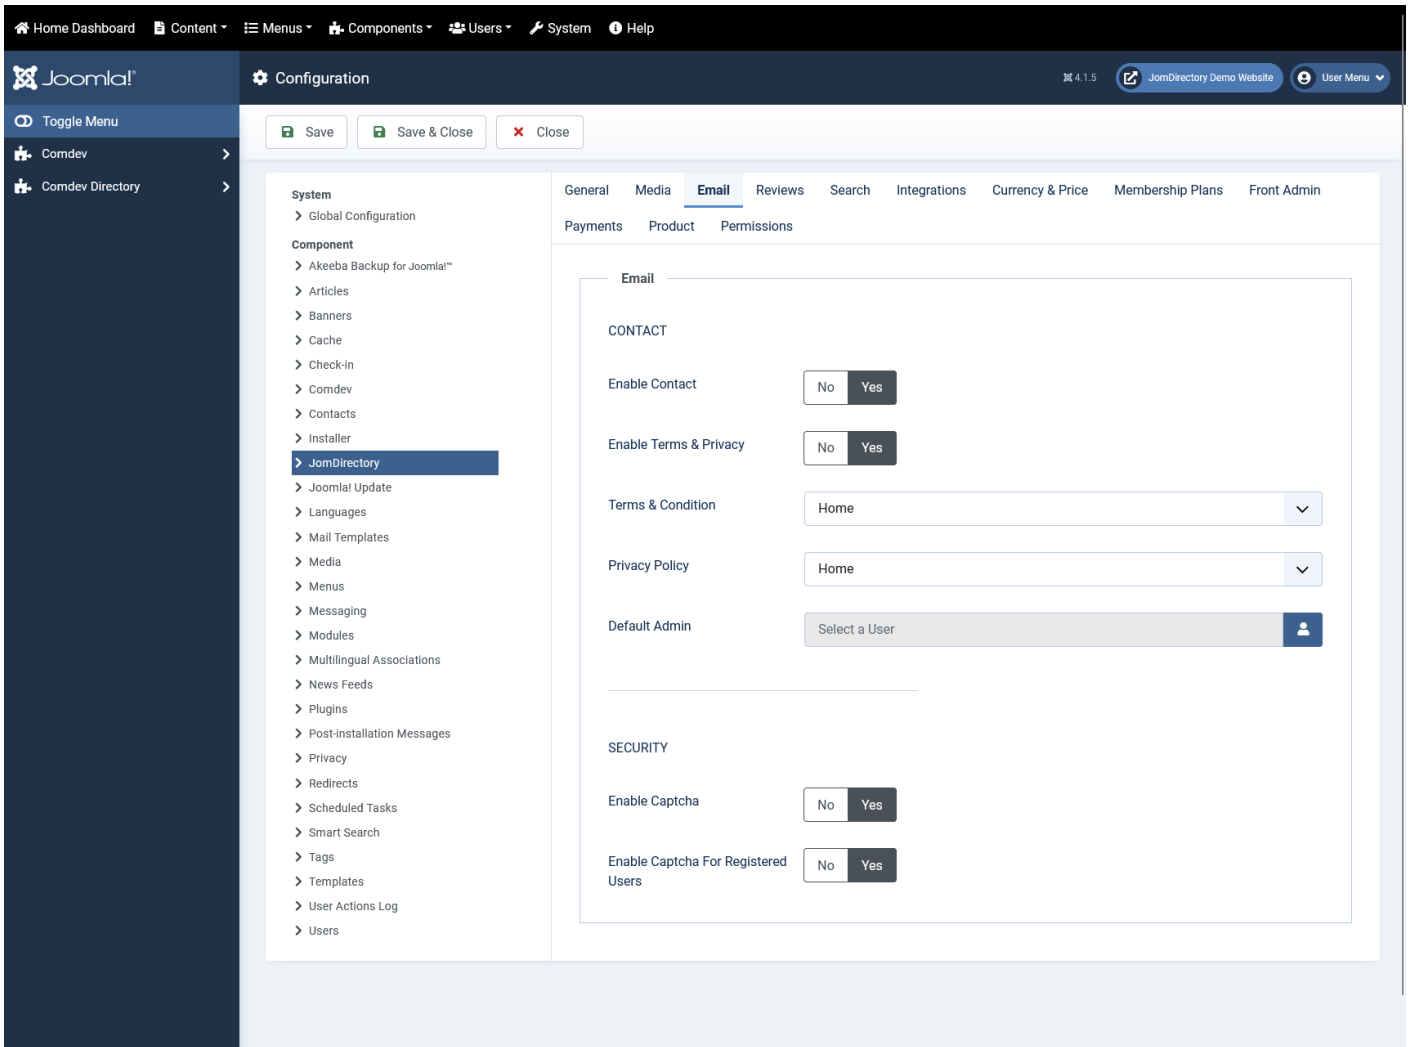 Home Dashboard Content Menus Components Users System Help
Joomla!® Configuration 4.1.5 JomDirectory Demo Website User Menu
Toggle Menu
Comdev
Comdev Directory
Save Save & Close Close
System
Global Configuration
Component
Akeeba Backup for Joomla!™
Articles
Banners
Cache
Check-in
Comdev
Contacts
Installer
JomDirectory
Joomla! Update
Languages
Mail Templates
Media
Menus
Messaging
Modules
Multilingual Associations
News Feeds
Plugins
Post-installation Messages
Privacy
Redirects
Scheduled Tasks
Smart Search
Tags
Templates
User Actions Log
Users
General Media Email Reviews Search Integrations Currency & Price Membership Plans Front Admin
Payments Product Permissions
Email
CONTACT
Enable Contact No Yes
Enable Terms & Privacy No Yes
Terms & Condition Home
Privacy Policy Home
Default Admin Select a User
SECURITY
Enable Captcha No Yes
Enable Captcha For Registered No Yes
Users